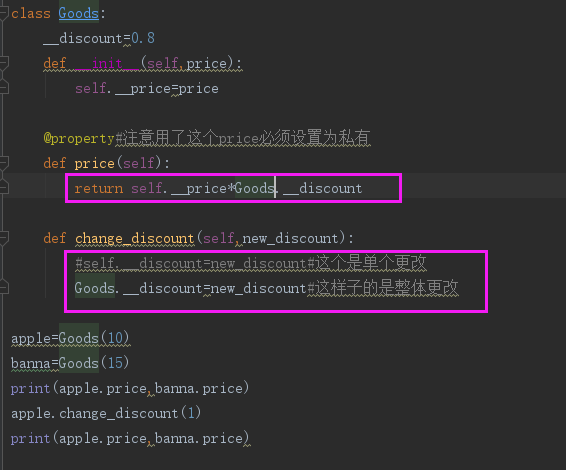 class Goods:
    __discount=0.8
    def __init__(self,price):
        self.__price=price
    @property#注意用了这个price必须设置为私有
    def price(self):
        return self.__price*Goods.__discount
    def change_discount(self,new_discount):
        #self.__discount=new_discount#这个是单个更改
        Goods.__discount=new_discount#这样子的是整体更改
apple=Goods(10)
banna=Goods(15)
print(apple.price,banna.price)
apple.change_discount(1)
print(apple.price,banna.price)